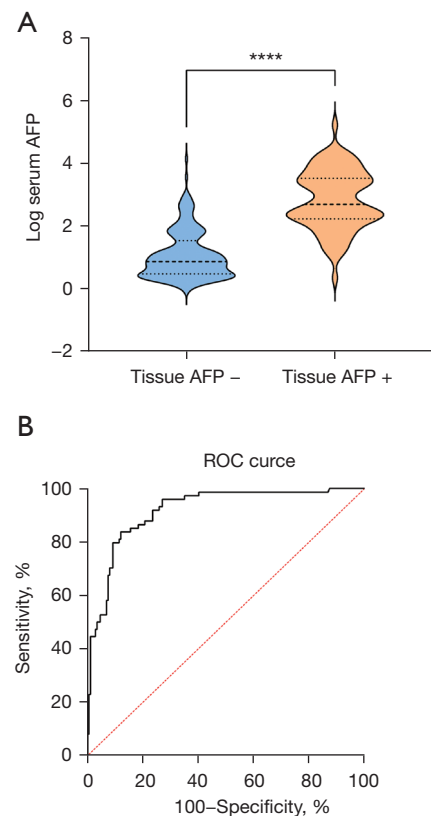 A
8
6
4
2
0
−2
Log serum AFP
****
Tissue AFP −
Tissue AFP +
B
ROC curce
100
80
60
40
20
0
Sensitivity, %
0
20
40
60
80
100
100−Specificity, %